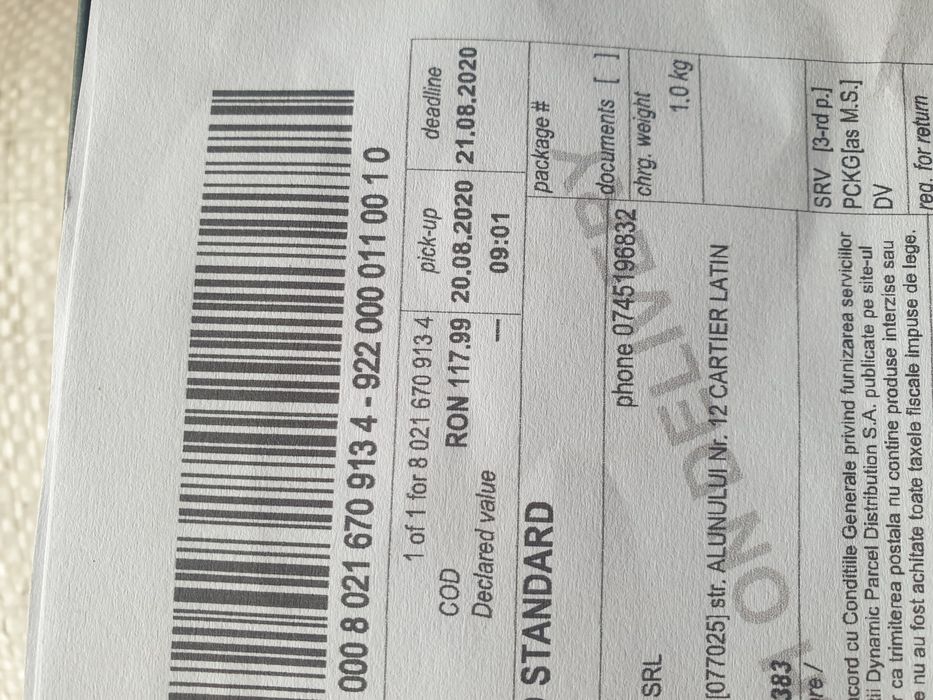 000 8 021 670 913 4 - 922 000 011 00 1 0
1 of 1 for 8 021 670 913 4
pick-up
deadline
COD
RON 117.99
20.08.2020
21.08.2020
Declared value
---
09:01
STANDARD
package #
documents [ ]
chrg. weight
1.0 kg
phone 0745196832
SRL
[077025] str. ALUNULUI Nr. 12 CARTIER LATIN
ON DELIVERY
383
SRV [3-rd p.]
PCKG[as M.S.]
DV
req. for return
cord cu Conditiile Generale privind furnizarea serviciilor
Dynamic Parcel Distribution S.A. publicate pe site-ul
ca trimiterea postala nu contine produse interzise sau
nu au fost achitate toate taxele fiscale Impuse de lege.